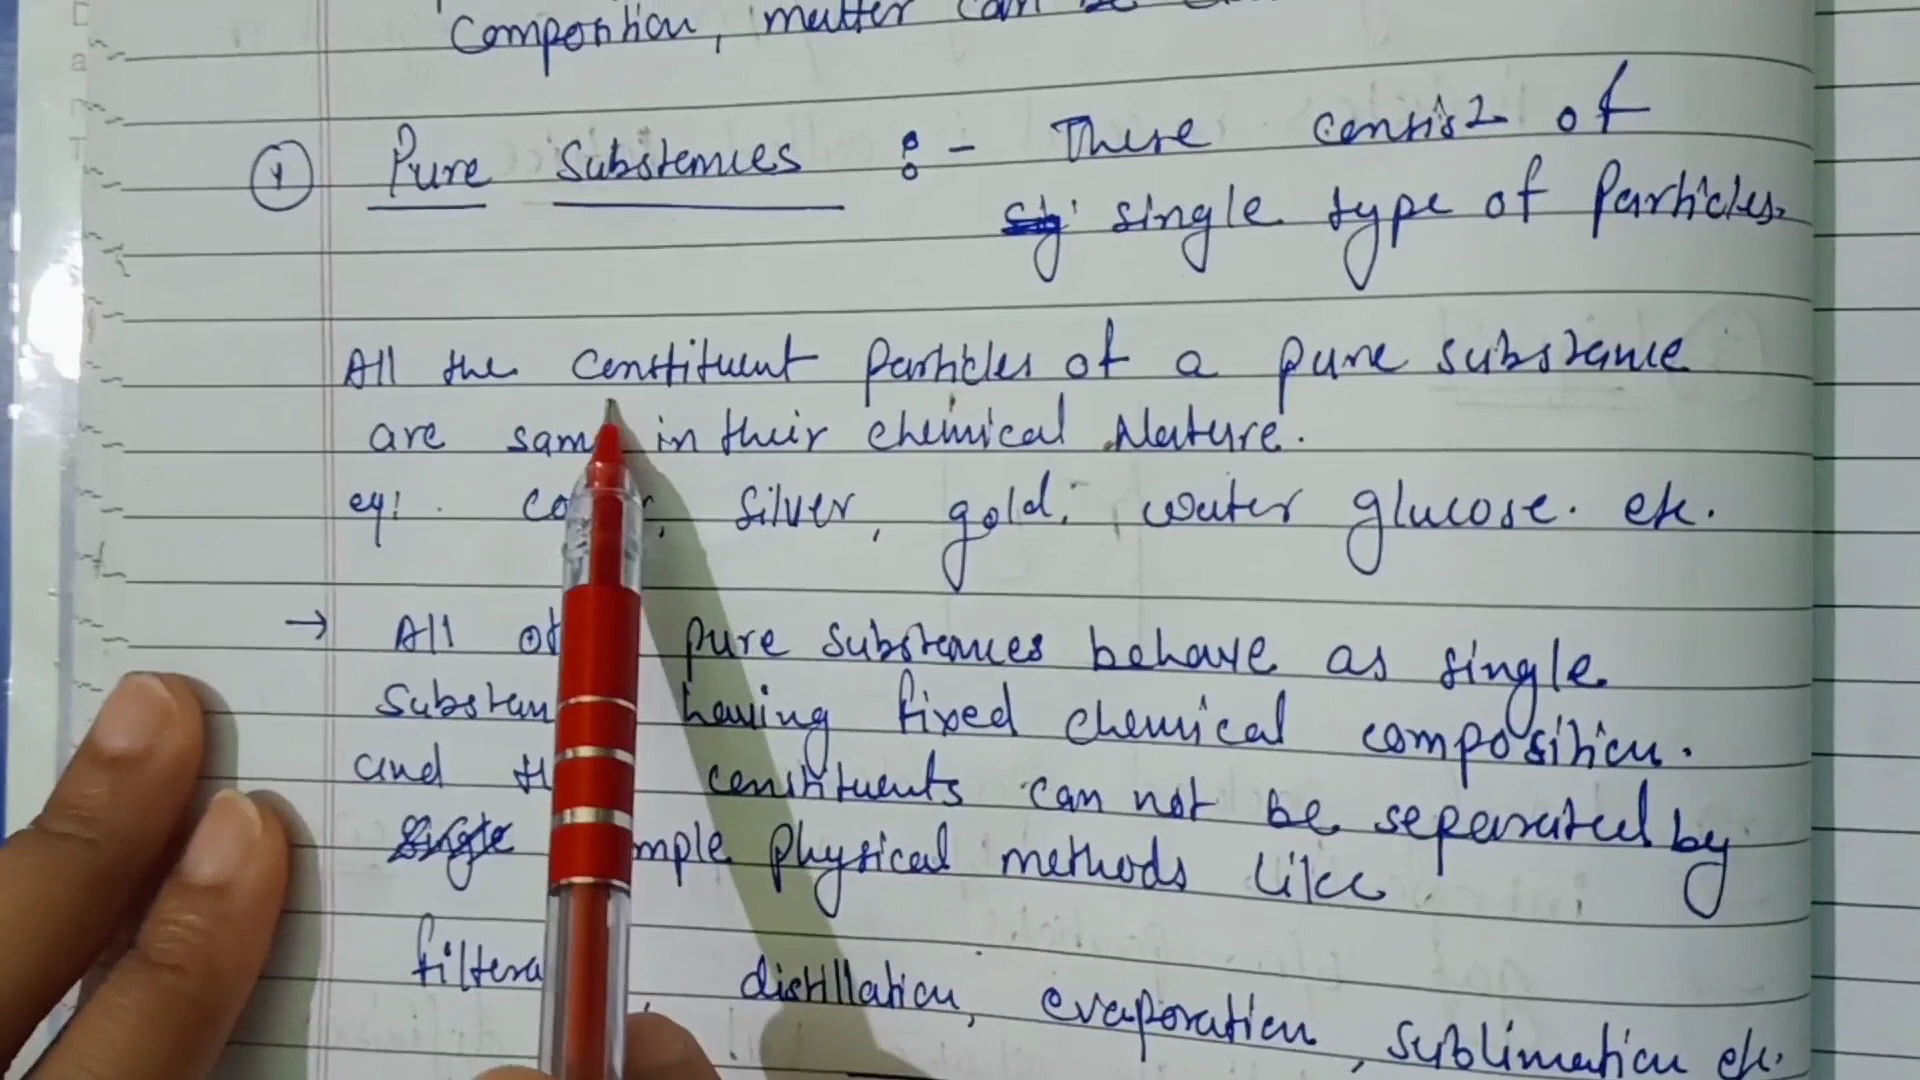 Composition, matter can be
① Pure Substances :- There consist of
single type of Particles.
All the constituent Particles of a pure substance
are same in their chemical Nature.
eg: silver, gold, water glucose. etc.
→ All of pure substances behave as single
Substan having fixed chemical composition.
and constituents can not be separated by
mple physical methods like
filtera distillation, evaporation, sublimation etc.